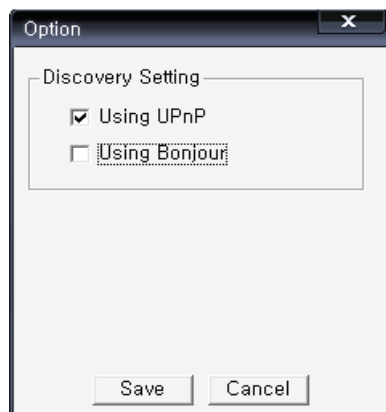 Option
x
Discovery Setting
Using UPnP
Using Bonjour
Save
Cancel